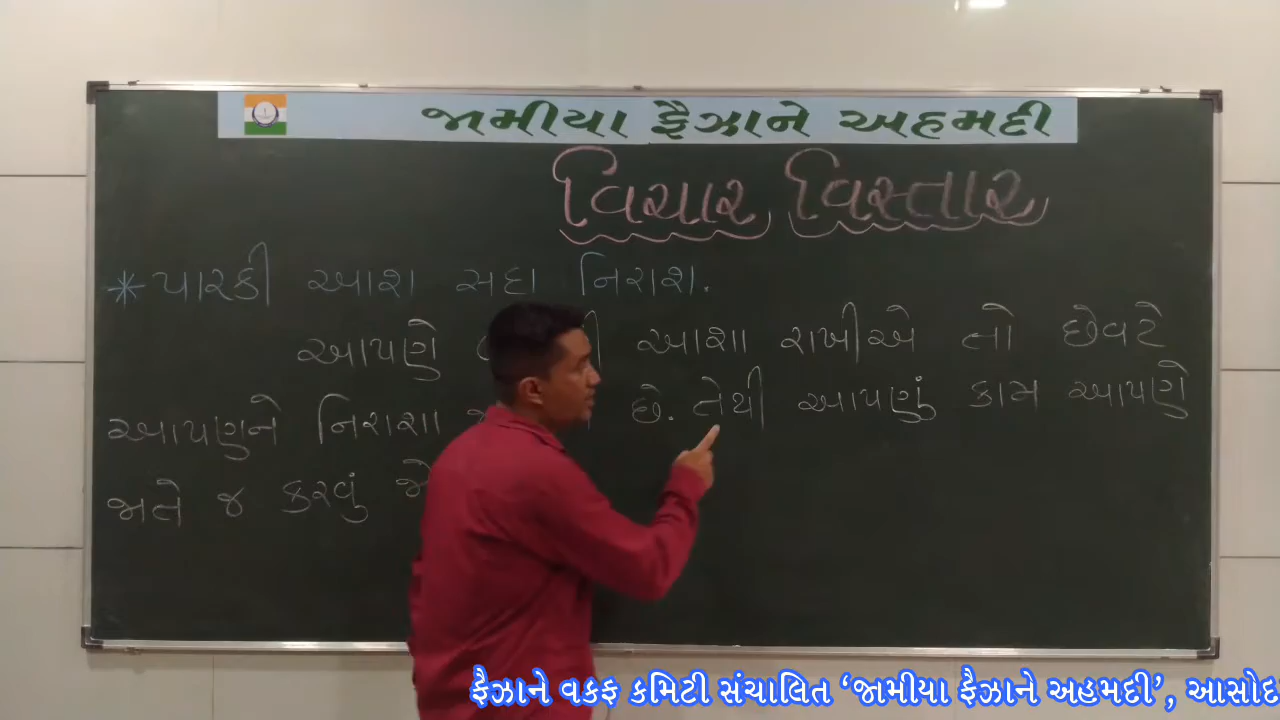 જામીયા ફૈઝાને અહમદી
વિચાર વિસ્તાર
* પારકી આશ સદા નિરાશ.
આપણે આશા રાખીએ તો છેવટે
આપણને નિરાશા છે. તેથી આપણું કામ આપણે
જાતે જ કરવું
ફૈઝાને વકફ કમિટી સંચાલિત ‘જામીયા ફૈઝાને અહમદી’, આસોદ